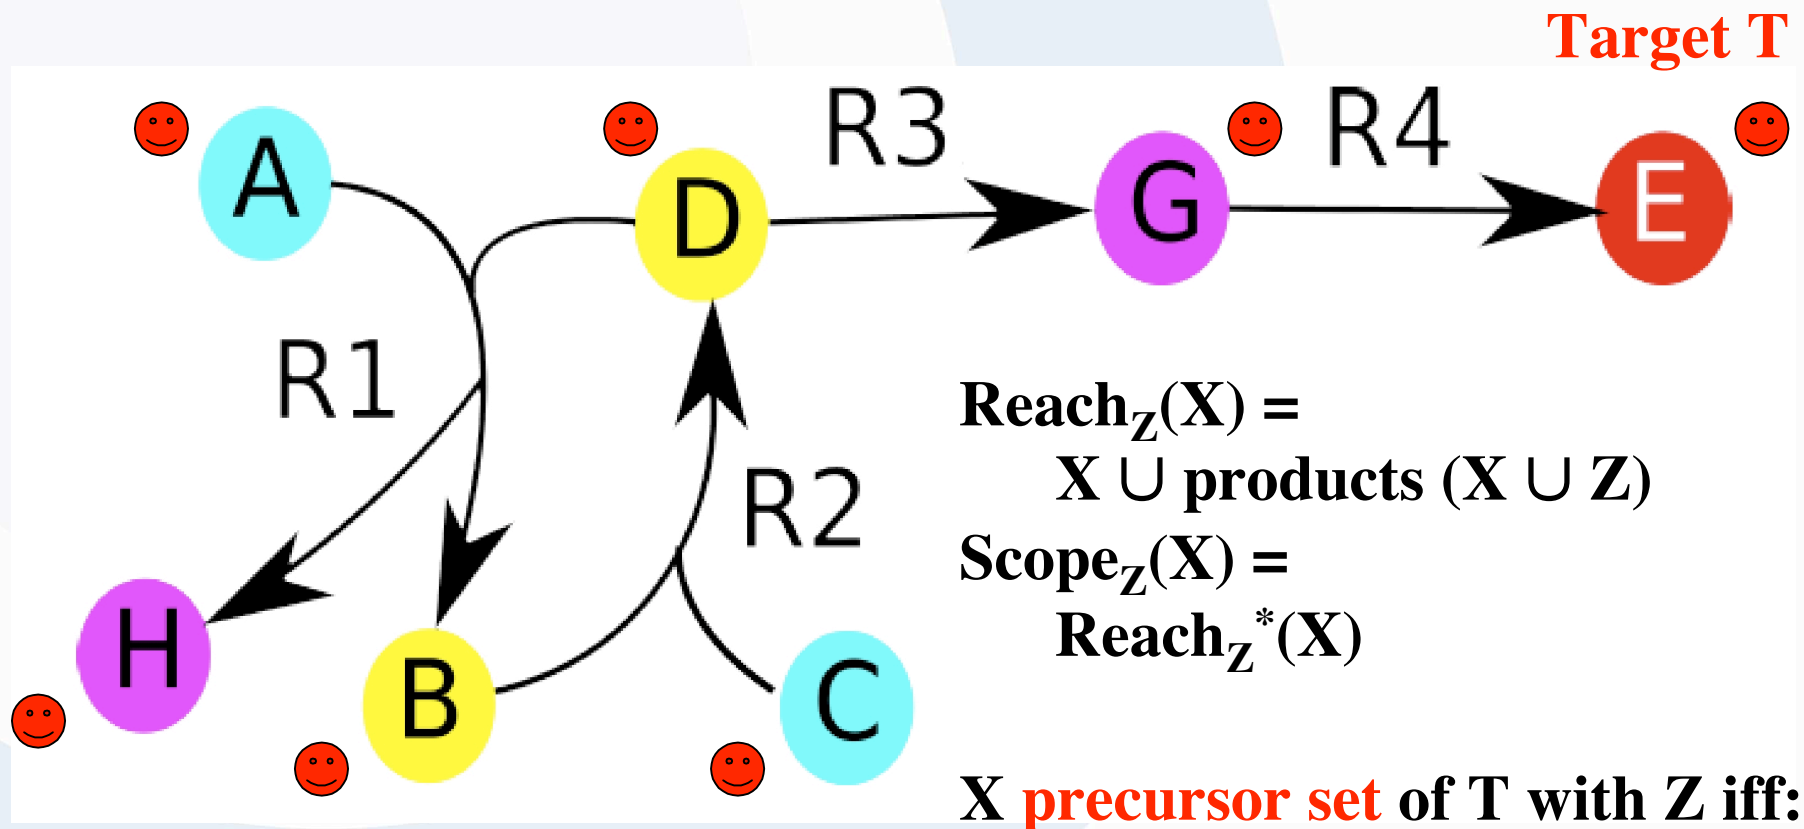 Target T
A
D
R3
G
R4
E
R1
R2
H
B
C
Reach_Z(X) =
X ∪ products (X ∪ Z)
Scope_Z(X) =
Reach_Z*(X)
X precursor set of T with Z iff: